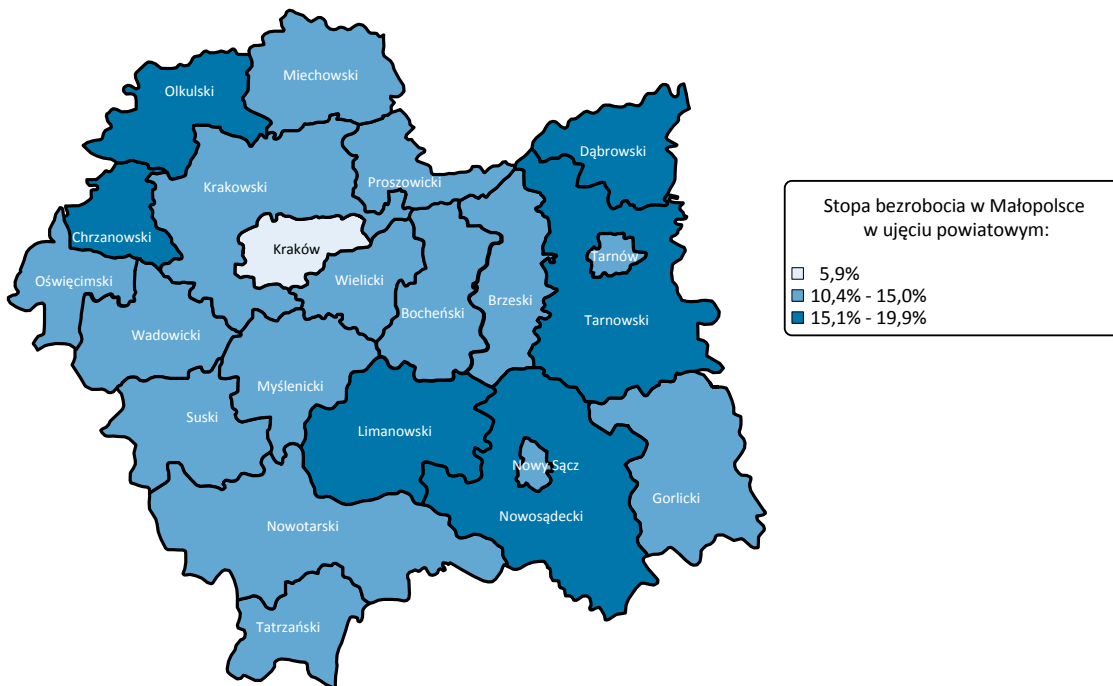 Miechowski
Olkulski
Dąbrowski
Proszowicki
Krakowski
Chrzanowski
Kraków
Tarnów
Oświęcimski
Wielicki
Brzeski
Bocheński
Tarnowski
Wadowicki
Myślenicki
Suski
Limanowski
Nowy Sącz
Gorlicki
Nowosądecki
Nowotarski
Tatrzański
Stopa bezrobocia w Małopolsce
w ujęciu powiatowym:
5,9%
10,4% - 15,0%
15,1% - 19,9%